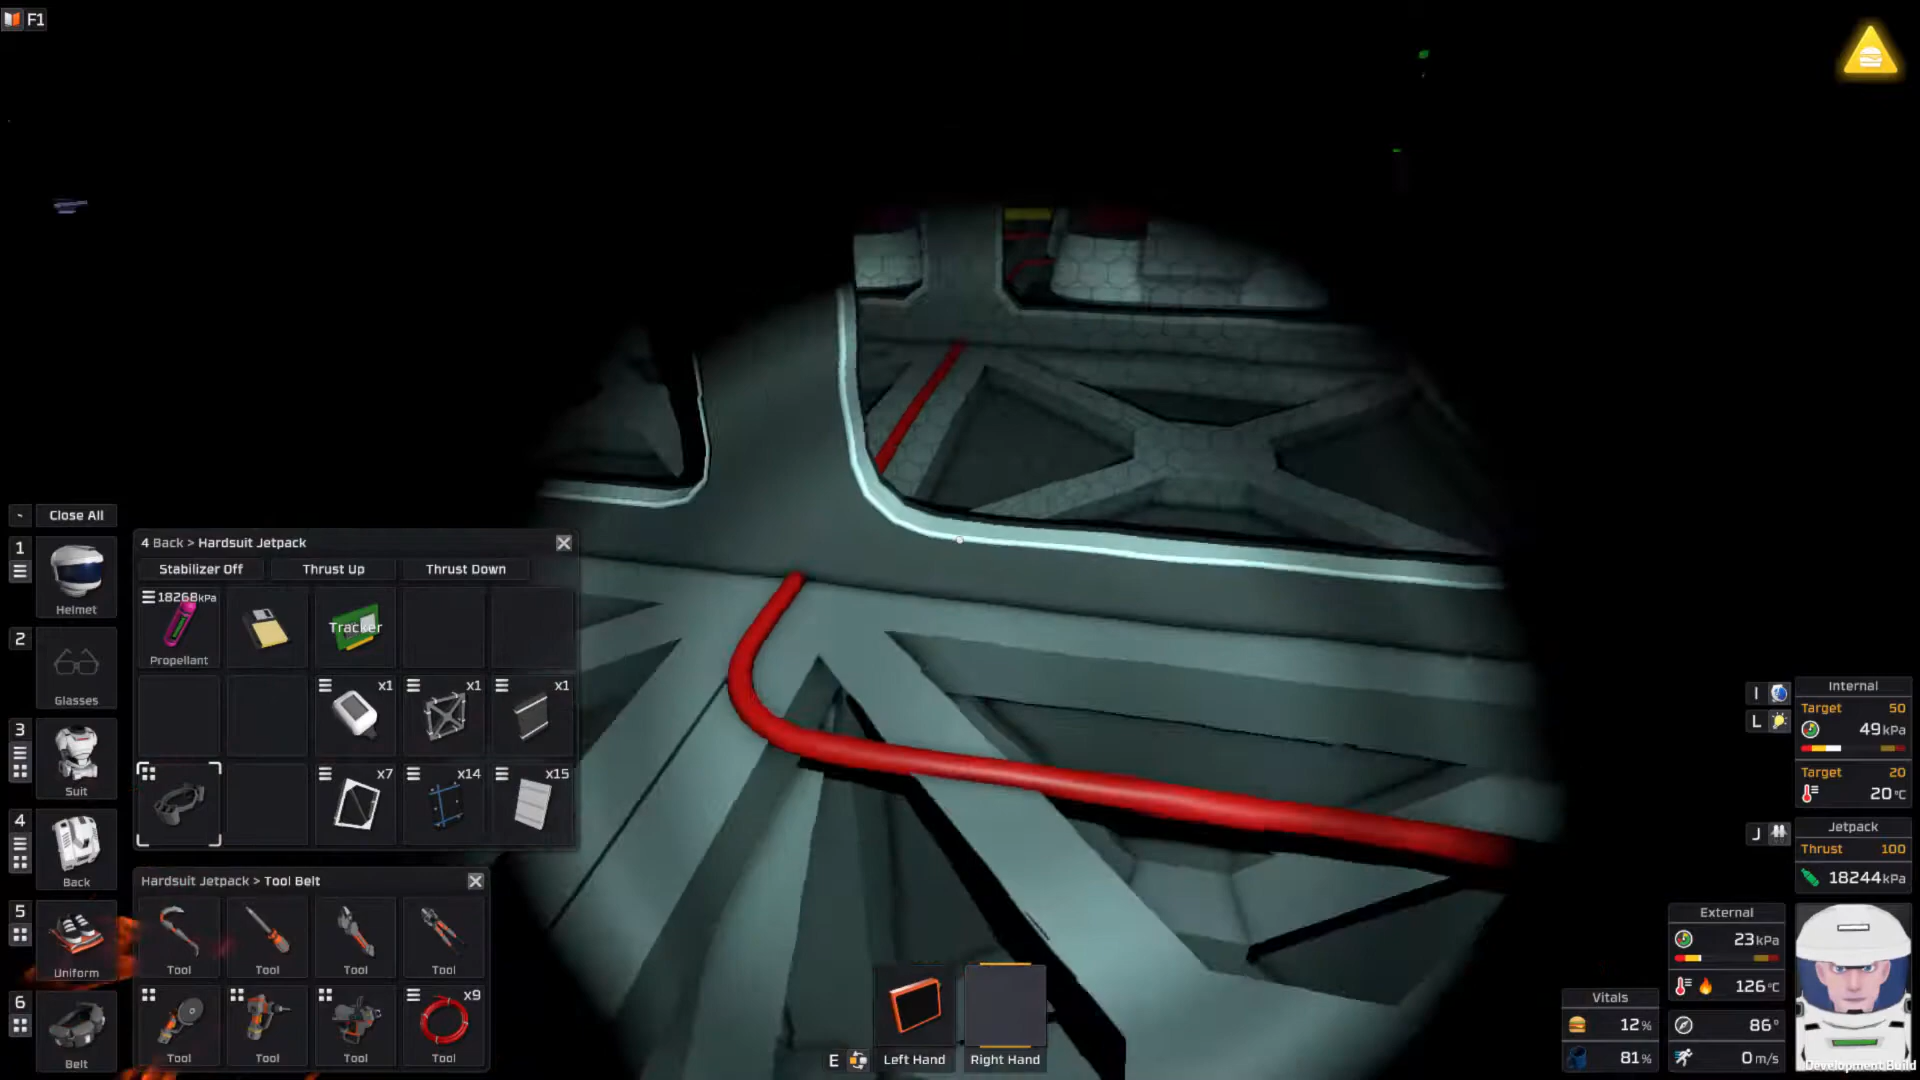 F1
~ Close All
1 Helmet
2 Glasses
3 Suit
4 Back
5 Uniform
6 Belt
4 Back > Hardsuit Jetpack
Stabilizer Off Thrust Up Thrust Down
18268kPa
Propellant
Tracker
x1 x1 x1
x7 x14 x15
Hardsuit Jetpack > Tool Belt
Tool Tool Tool Tool
x9
Tool Tool Tool Tool
E Left Hand Right Hand
I
L
Internal
Target 50
49kPa
Target 20
20°C
J
Jetpack
Thrust 100
18244kPa
External
23kPa
126°C
86°
0m/s
Vitals
12%
81%
Development Build